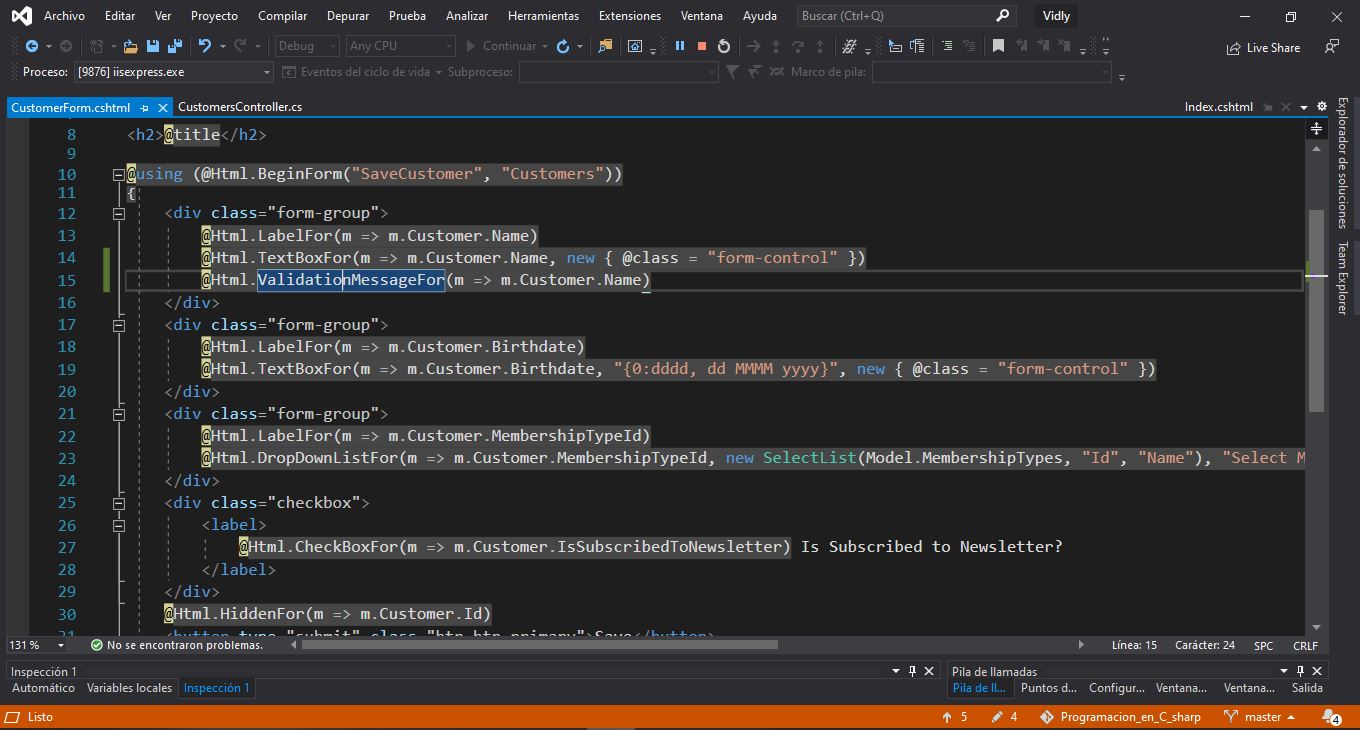 Archivo Editar Ver Proyecto Compilar Depurar Prueba Analizar Herramientas Extensiones Ventana Ayuda Buscar (Ctrl+Q) Vidly
Debug Any CPU Continuar Live Share
Proceso: [9876] iisexpress.exe Eventos del ciclo de vida Subproceso: Marco de pila:
CustomerForm.cshtml CustomersController.cs Index.cshtml
8 <h2>@title</h2>
9
10 @using (@Html.BeginForm("SaveCustomer", "Customers"))
11 {
12 <div class="form-group">
13 @Html.LabelFor(m => m.Customer.Name)
14 @Html.TextBoxFor(m => m.Customer.Name, new { @class = "form-control" })
15 @Html.ValidationMessageFor(m => m.Customer.Name)
16 </div>
17 <div class="form-group">
18 @Html.LabelFor(m => m.Customer.Birthdate)
19 @Html.TextBoxFor(m => m.Customer.Birthdate, "{0:dddd, dd MMMM yyyy}", new { @class = "form-control" })
20 </div>
21 <div class="form-group">
22 @Html.LabelFor(m => m.Customer.MembershipTypeId)
23 @Html.DropDownListFor(m => m.Customer.MembershipTypeId, new SelectList(Model.MembershipTypes, "Id", "Name"), "Select M
24 </div>
25 <div class="checkbox">
26 <label>
27 @Html.CheckBoxFor(m => m.Customer.IsSubscribedToNewsletter) Is Subscribed to Newsletter?
28 </label>
29 </div>
30 @Html.HiddenFor(m => m.Customer.Id)
31 <button type="submit" class="btn btn-primary">Save</button>
Explorador de soluciones
Team Explorer
131 % No se encontraron problemas. Línea: 15 Carácter: 24 SPC CRLF
Inspección 1 Pila de llamadas
Automático Variables locales Inspección 1 Pila de ll... Puntos d... Configur... Ventana... Ventana... Salida
Listo 5 4 Programacion_en_C_sharp master 4